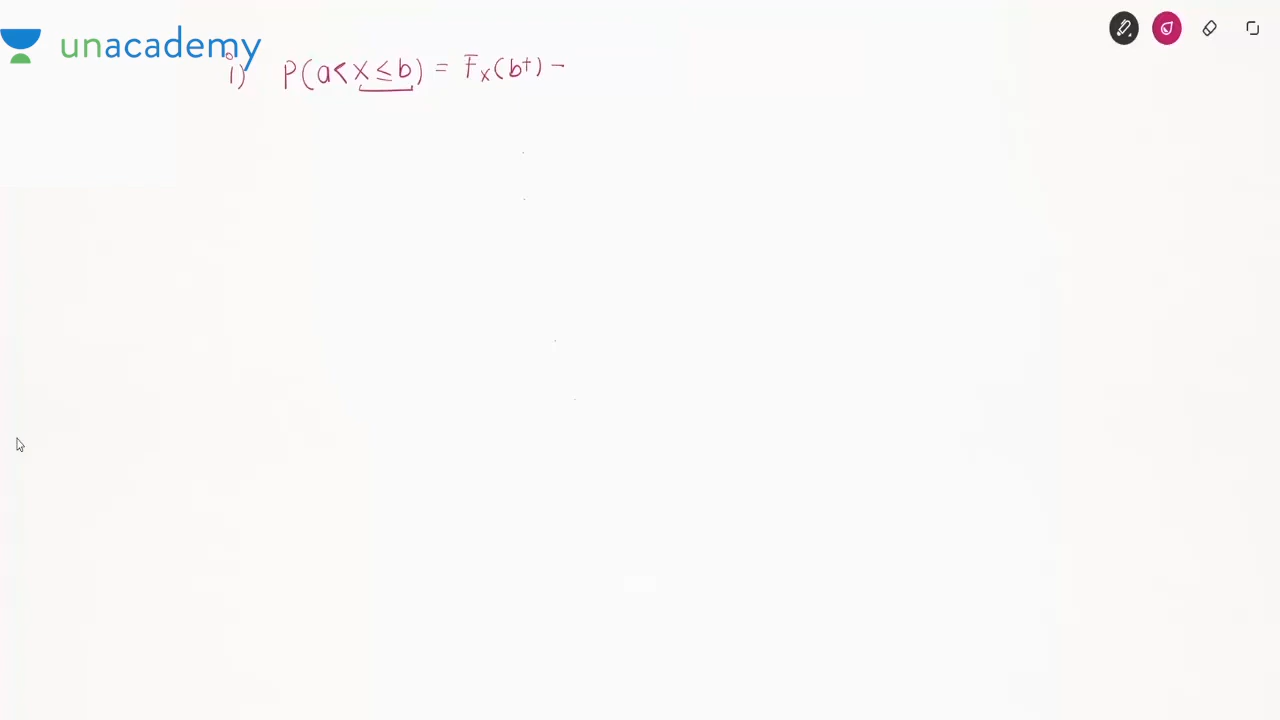 unacademy
i) P(a<x≤b) = Fx(b+) -